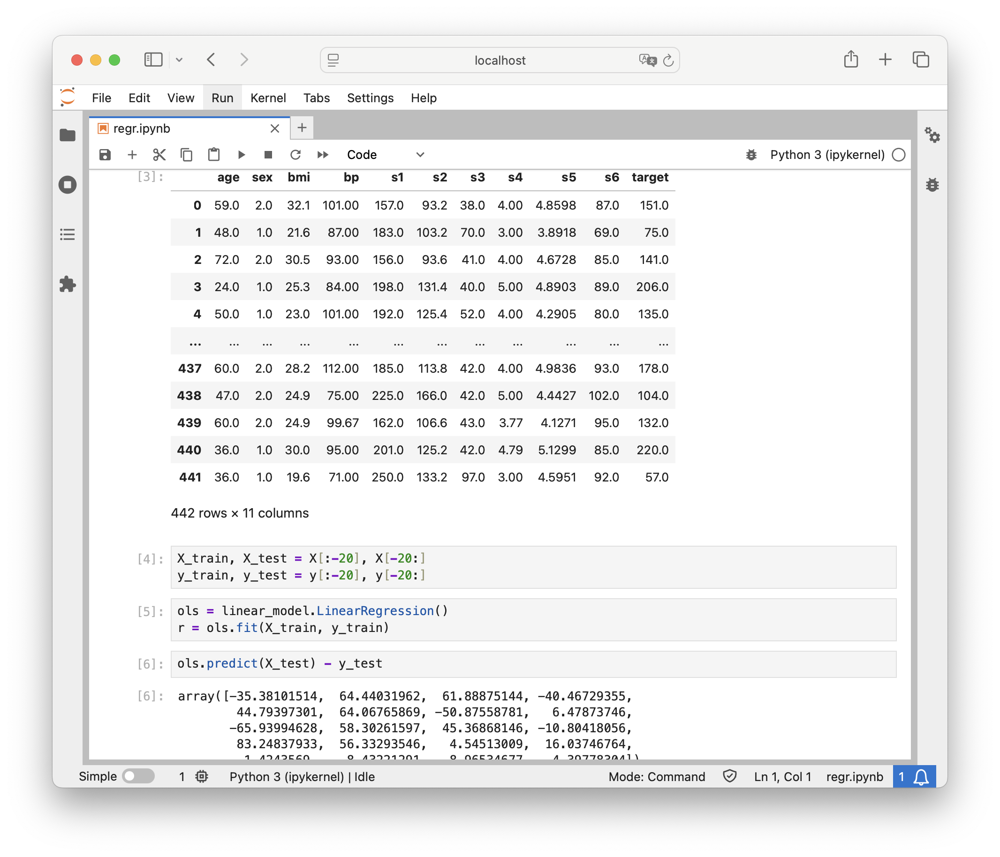 localhost
File Edit View Run Kernel Tabs Settings Help
regr.ipynb
Code Python 3 (ipykernel)
[3]: age sex bmi bp s1 s2 s3 s4 s5 s6 target
0 59.0 2.0 32.1 101.00 157.0 93.2 38.0 4.00 4.8598 87.0 151.0
1 48.0 1.0 21.6 87.00 183.0 103.2 70.0 3.00 3.8918 69.0 75.0
2 72.0 2.0 30.5 93.00 156.0 93.6 41.0 4.00 4.6728 85.0 141.0
3 24.0 1.0 25.3 84.00 198.0 131.4 40.0 5.00 4.8903 89.0 206.0
4 50.0 1.0 23.0 101.00 192.0 125.4 52.0 4.00 4.2905 80.0 135.0
... ... ... ... ... ... ... ... ... ... ... ...
437 60.0 2.0 28.2 112.00 185.0 113.8 42.0 4.00 4.9836 93.0 178.0
438 47.0 2.0 24.9 75.00 225.0 166.0 42.0 5.00 4.4427 102.0 104.0
439 60.0 2.0 24.9 99.67 162.0 106.6 43.0 3.77 4.1271 95.0 132.0
440 36.0 1.0 30.0 95.00 201.0 125.2 42.0 4.79 5.1299 85.0 220.0
441 36.0 1.0 19.6 71.00 250.0 133.2 97.0 3.00 4.5951 92.0 57.0
442 rows × 11 columns
[4]: X_train, X_test = X[:-20], X[-20:]
y_train, y_test = y[:-20], y[-20:]
[5]: ols = linear_model.LinearRegression()
r = ols.fit(X_train, y_train)
[6]: ols.predict(X_test) - y_test
[6]: array([-35.38101514, 64.44031962, 61.88875144, -40.46729355,
44.79397301, 64.06765869, -50.87558781, 6.47873746,
-65.93994628, 58.30261597, 45.36868146, -10.80418056,
83.24837933, 56.33293546, 4.54513009, 16.03746764,
Simple 1 Python 3 (ipykernel) | Idle Mode: Command Ln 1, Col 1 regr.ipynb 1